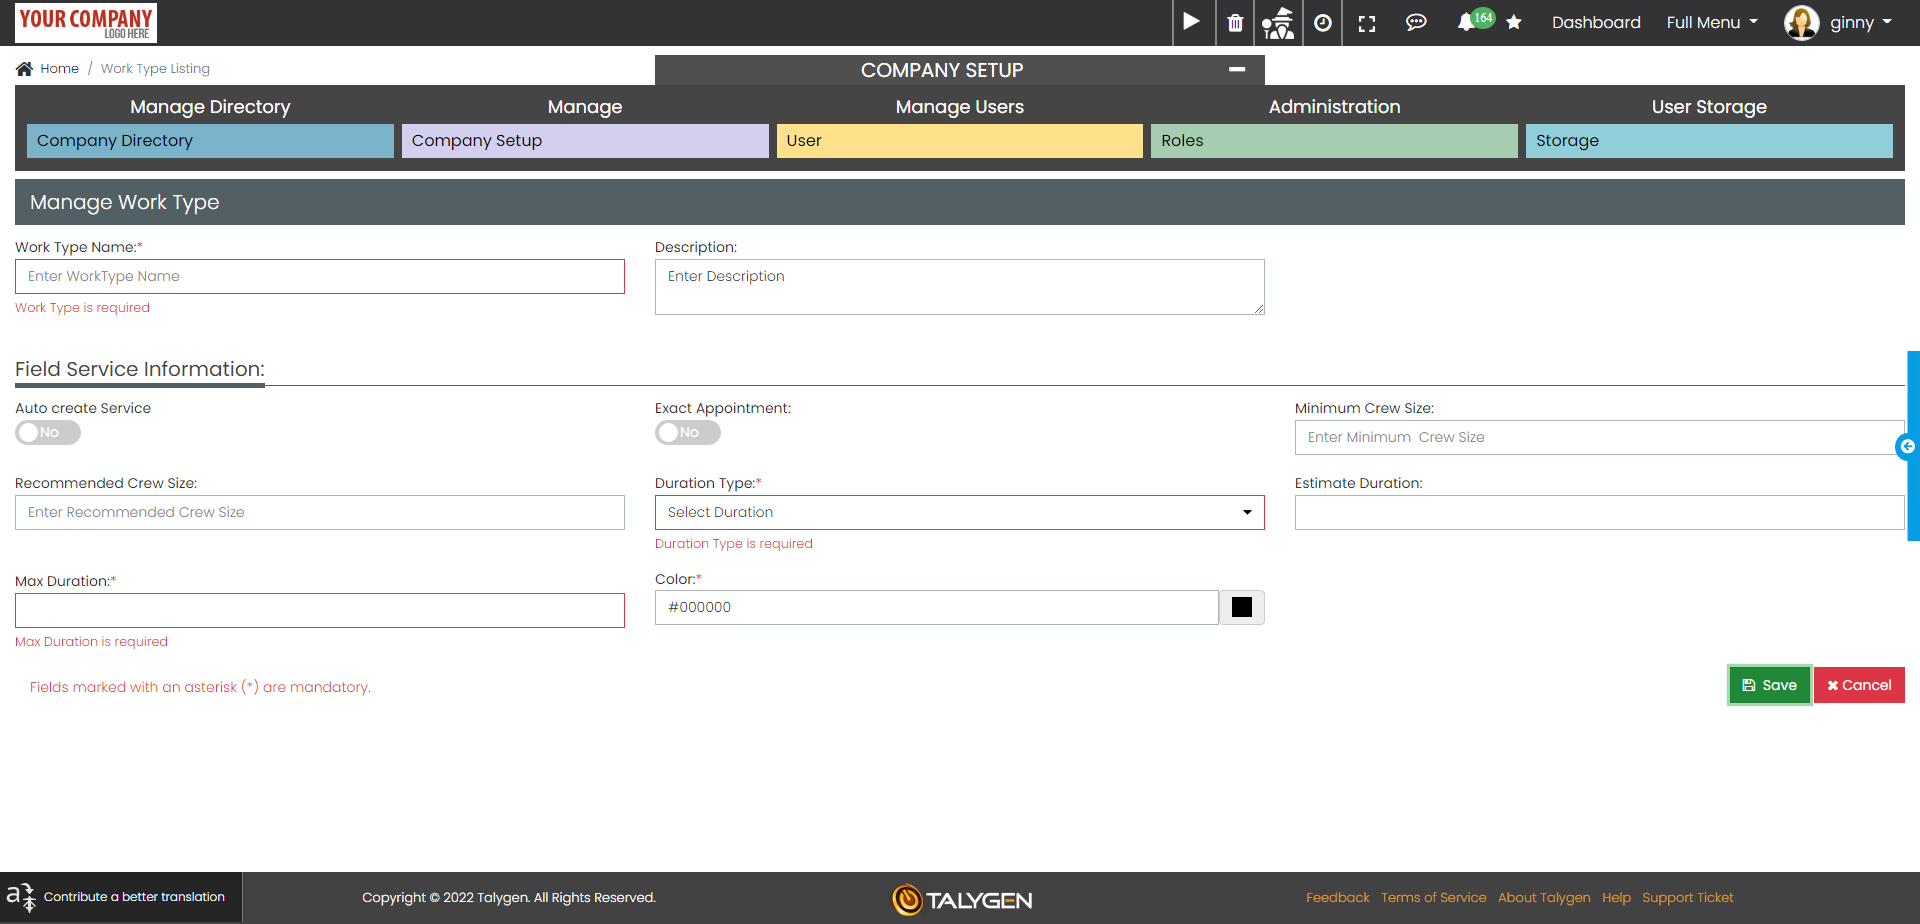 YOUR COMPANY
LOGO HERE
164
Dashboard
Full Menu
ginny
Home / Work Type Listing
COMPANY SETUP
Manage Directory
Manage
Manage Users
Administration
User Storage
Company Directory
Company Setup
User
Roles
Storage
Manage Work Type
Work Type Name:*
Description:
Enter WorkType Name
Enter Description
Work Type is required
Field Service Information:
Auto create Service
Exact Appointment:
Minimum Crew Size:
No
No
Enter Minimum  Crew Size
Recommended Crew Size:
Duration Type:*
Estimate Duration:
Enter Recommended Crew Size
Select Duration
Duration Type is required
Max Duration:*
Color:*
#000000
Max Duration is required
Fields marked with an asterisk (*) are mandatory.
Save
Cancel
Contribute a better translation
Copyright © 2022 Talygen. All Rights Reserved.
TALYGEN
Feedback
Terms of Service
About Talygen
Help
Support Ticket